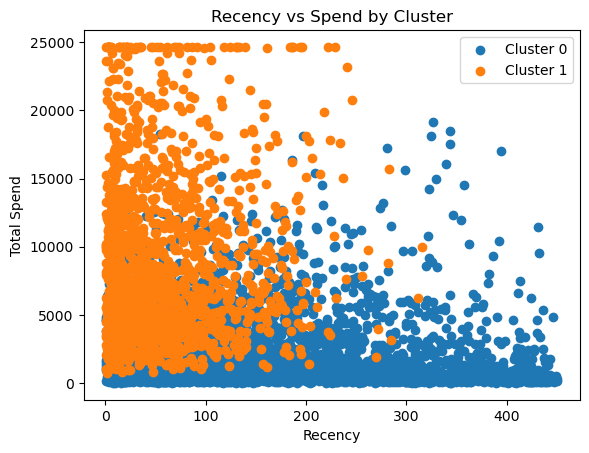 Recency vs Spend by Cluster
Cluster 0
Cluster 1
Total Spend
25000
20000
15000
10000
5000
0
0 100 200 300 400
Recency